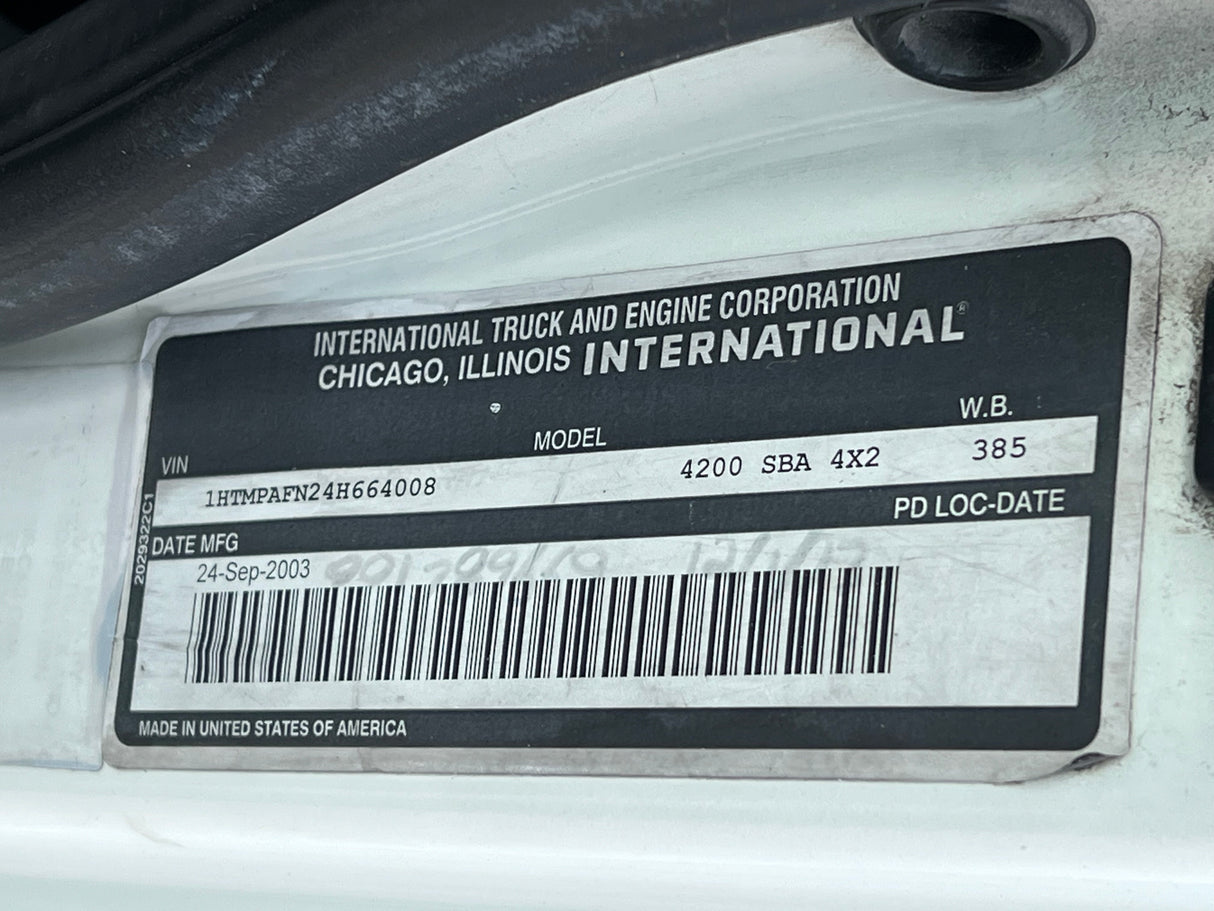 INTERNATIONAL TRUCK AND ENGINE CORPORATION
CHICAGO, ILLINOIS INTERNATIONAL®
VIN MODEL W.B.
1HTMPAFN24H664008 4200 SBA 4X2 385
DATE MFG PD LOC-DATE
24-Sep-2003
MADE IN UNITED STATES OF AMERICA
2029322C1